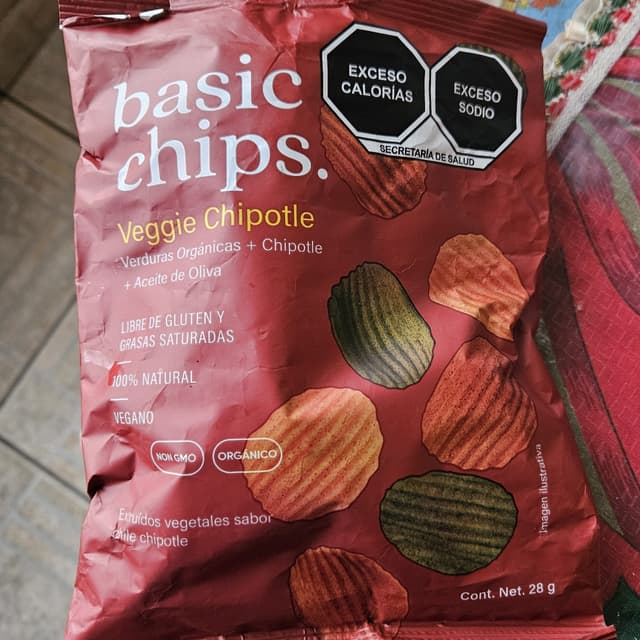 basic
chips.
EXCESO
CALORÍAS
EXCESO
SODIO
SECRETARÍA DE SALUD
Veggie Chipotle
Verduras Orgánicas + Chipotle
+ Aceite de Oliva
LIBRE DE GLUTEN Y
GRASAS SATURADAS
100% NATURAL
VEGANO
NON GMO
ORGÁNICO
Extruídos vegetales sabor
chile chipotle
Imagen ilustrativa
Cont. Net. 28 g